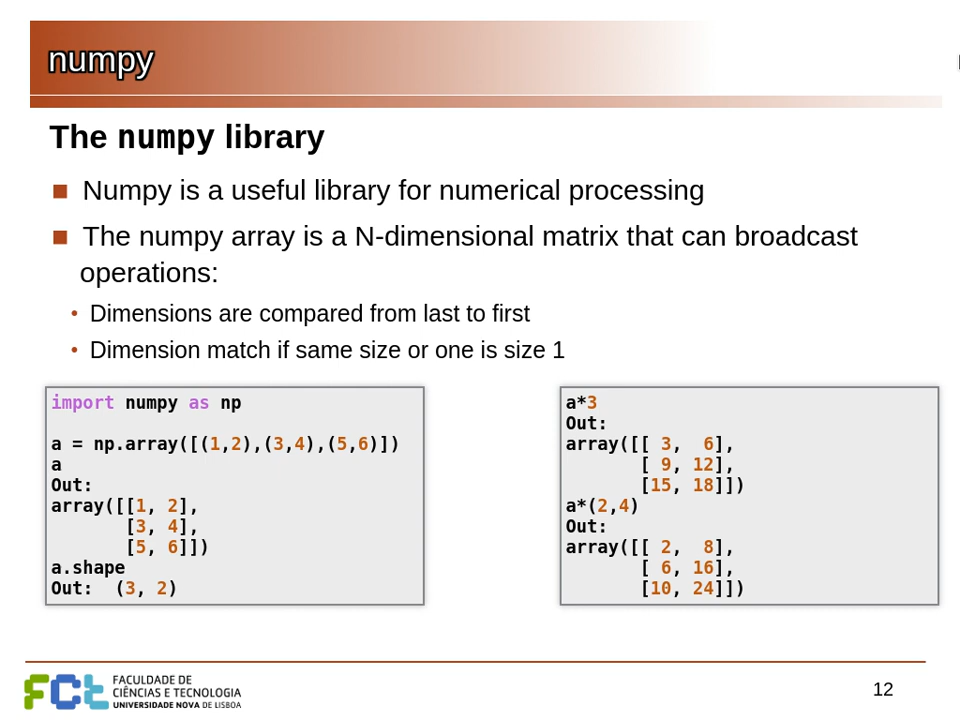 numpy
The numpy library
Numpy is a useful library for numerical processing
The numpy array is a N-dimensional matrix that can broadcast
operations:
• Dimensions are compared from last to first
• Dimension match if same size or one is size 1
import numpy as np
a = np.array([(1,2),(3,4),(5,6)])
a
Out:
array([[1, 2],
       [3, 4],
       [5, 6]])
a.shape
Out:  (3, 2)
a*3
Out:
array([[ 3,  6],
       [ 9, 12],
       [15, 18]])
a*(2,4)
Out:
array([[ 2,  8],
       [ 6, 16],
       [10, 24]])
FCT
FACULDADE DE
CIÊNCIAS E TECNOLOGIA
UNIVERSIDADE NOVA DE LISBOA
12